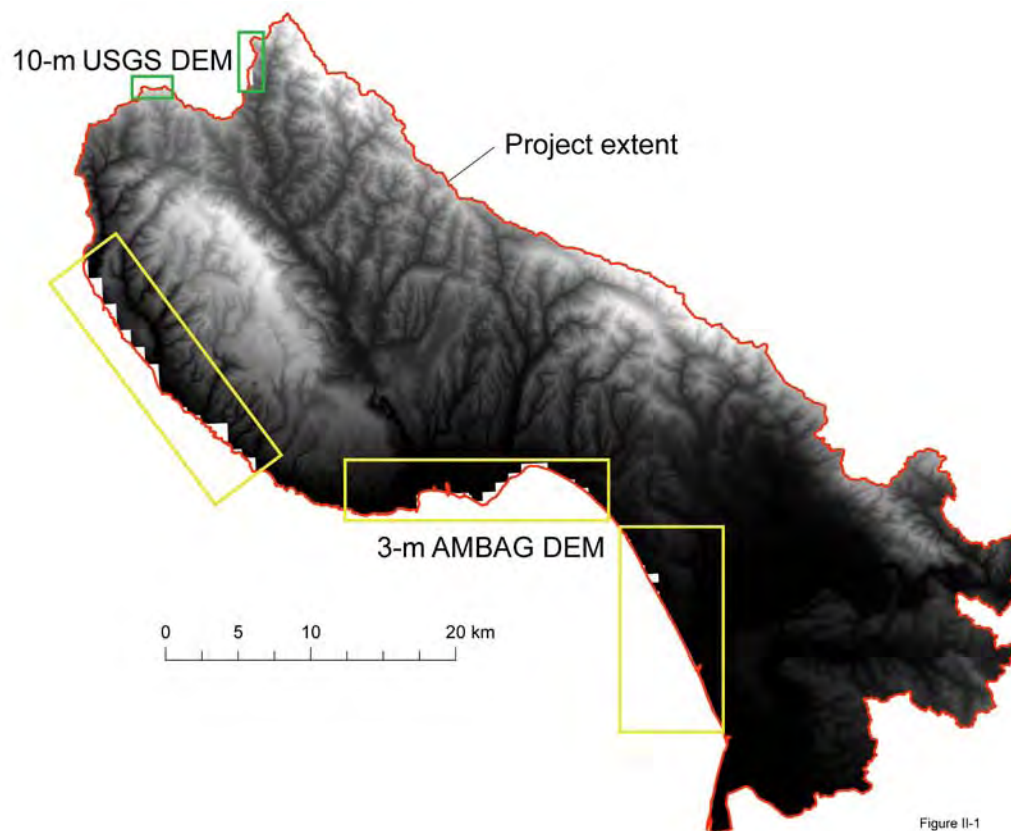 10-m USGS DEM
Project extent
3-m AMBAG DEM
0 5 10 20 km
Figure II-1